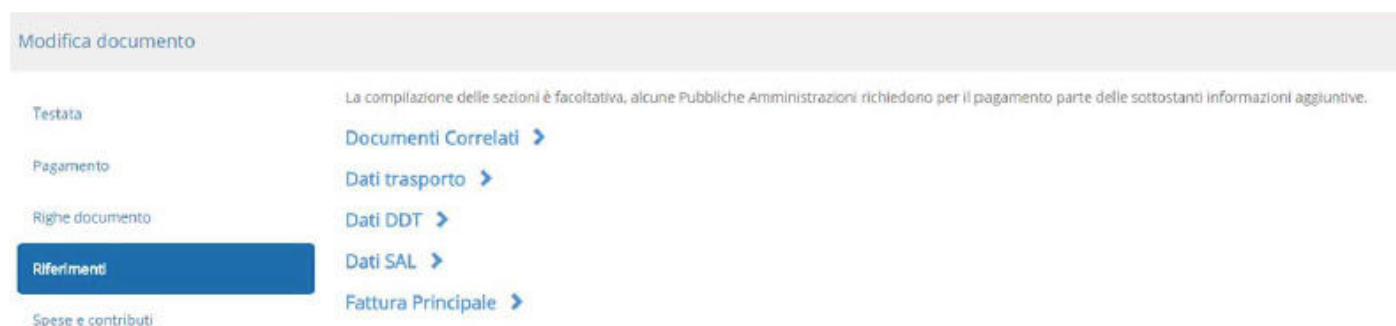 Modifica documento
Testata
Pagamento
Righe documento
Riferimenti
Spese e contributi
La compilazione delle sezioni è facoltativa, alcune Pubbliche Amministrazioni richiedono per il pagamento parte delle sottostanti informazioni aggiuntive.
Documenti Correlati
Dati trasporto
Dati DDT
Dati SAL
Fattura Principale